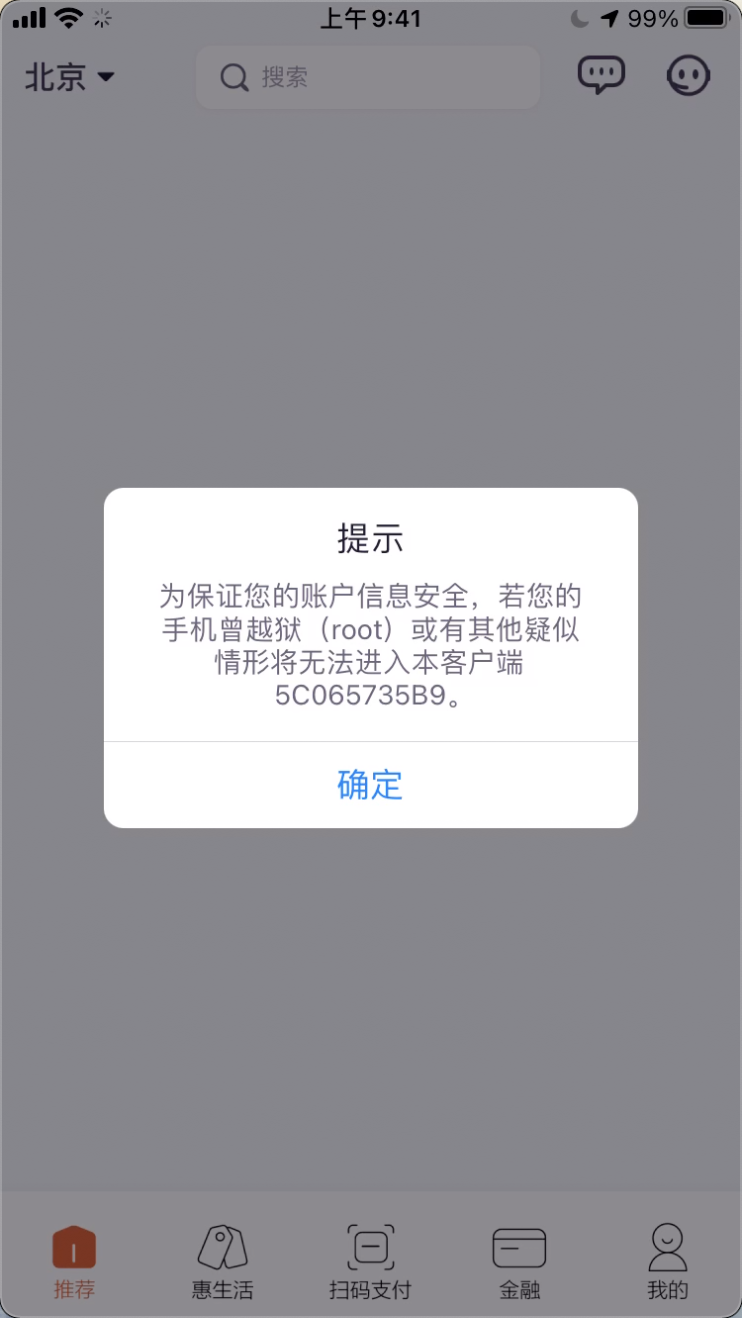 上午9:41
99%
北京
搜索
提示
为保证您的账户信息安全，若您的
手机曾越狱（root）或有其他疑似
情形将无法进入本客户端
5C065735B9。
确定
推荐
惠生活
扫码支付
金融
我的